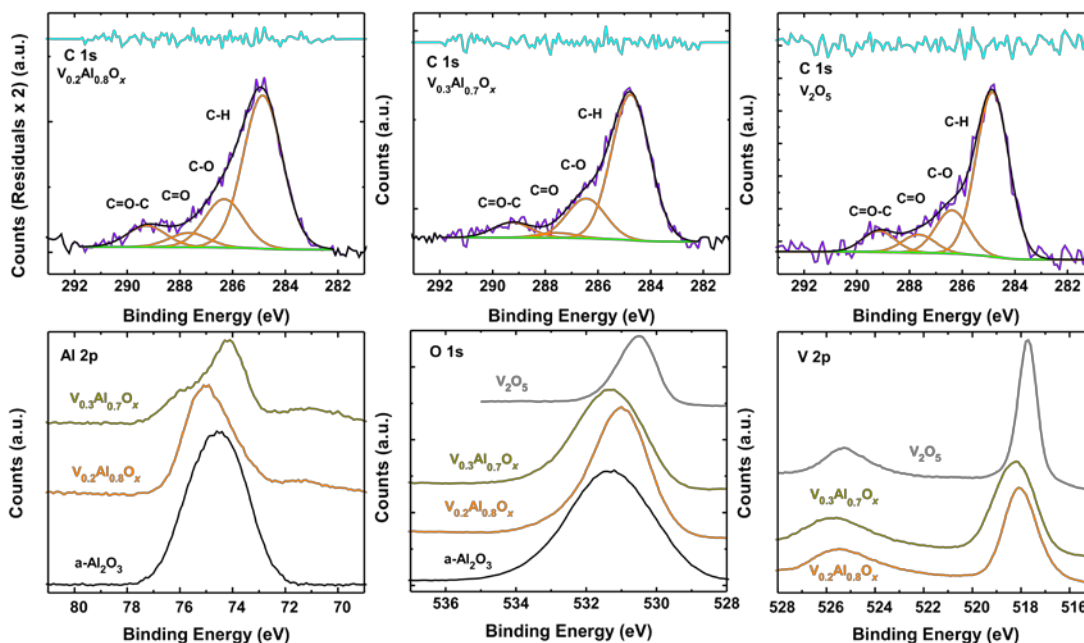 Counts (Residuals x 2) (a.u.)
C 1s
V0.2Al0.8Ox
C-H
C-O
C=O
C=O-C
292 290 288 286 284 282
Binding Energy (eV)
Counts (a.u.)
C 1s
V0.3Al0.7Ox
C-H
C-O
C=O
C=O-C
292 290 288 286 284 282
Binding Energy (eV)
Counts (a.u.)
C 1s
V2O5
C-H
C-O
C=O
C=O-C
292 290 288 286 284 282
Binding Energy (eV)
Counts (a.u.)
Al 2p
V0.3Al0.7Ox
V0.2Al0.8Ox
a-Al2O3
80 78 76 74 72 70
Binding Energy (eV)
Counts (a.u.)
O 1s
V2O5
V0.3Al0.7Ox
V0.2Al0.8Ox
a-Al2O3
536 534 532 530 528
Binding Energy (eV)
Counts (a.u.)
V 2p
V2O5
V0.3Al0.7Ox
V0.2Al0.8Ox
528 526 524 522 520 518 516
Binding Energy (eV)